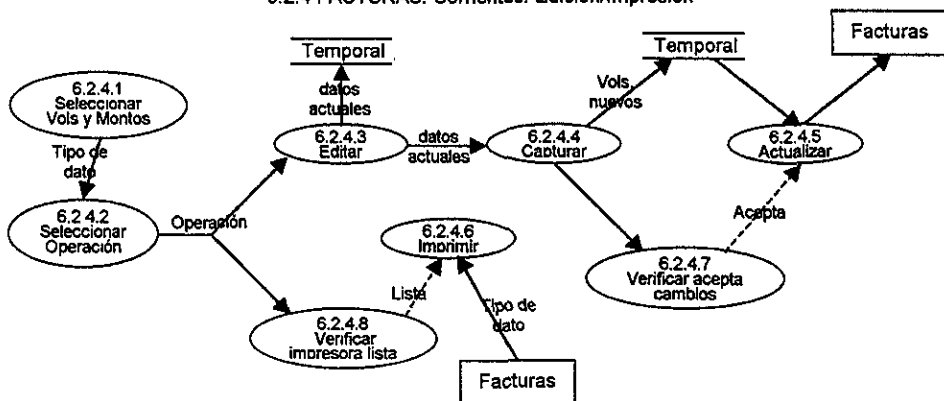 Facturas
Temporal
Temporal
6.2.4.1
Seleccionar
Vols y Montos
datos
actuales
Vols,
nuevos
6.2.4.3
Editar
datos
actuales
6.2.4.4
Capturar
6.2.4.5
Actualizar
Tipo de
dato
6.2.4.2
Seleccionar
Operación
Operación
6.2.4.6
Imprimir
Acepta
6.2.4.7
Verificar acepta
cambios
Lista
Tipo de
dato
6.2.4.8
Verificar
impresora lista
Facturas